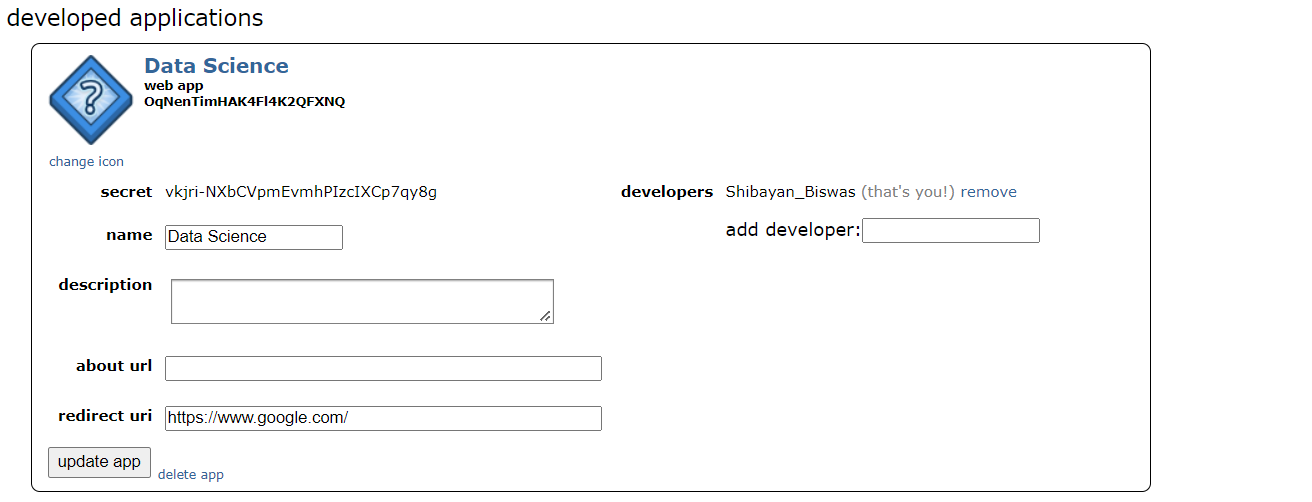 developed applications
Data Science
web app
OqNenTimHAK4Fl4K2QFXNQ
change icon
secret vkjri-NXbCVpmEvmhPIzcIXCp7qy8g
developers Shibayan_Biswas (that's you!) remove
add developer:
name Data Science
description
about url
redirect uri https://www.google.com/
update app delete app